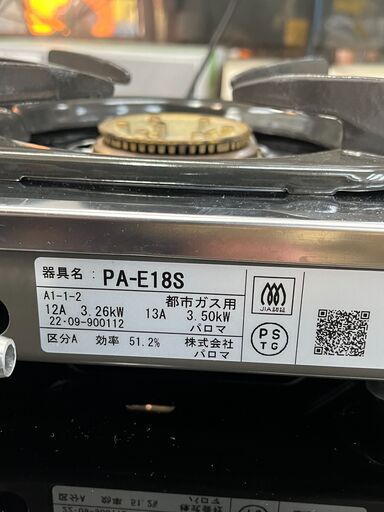 器具名： PA-E18S
A1-1-2 都市ガス用
12A 3.26kW 13A 3.50kW
22-09-900112 パロマ
区分A 効率 51.2% 株式会社
パロマ
JIA認証
PS
TG